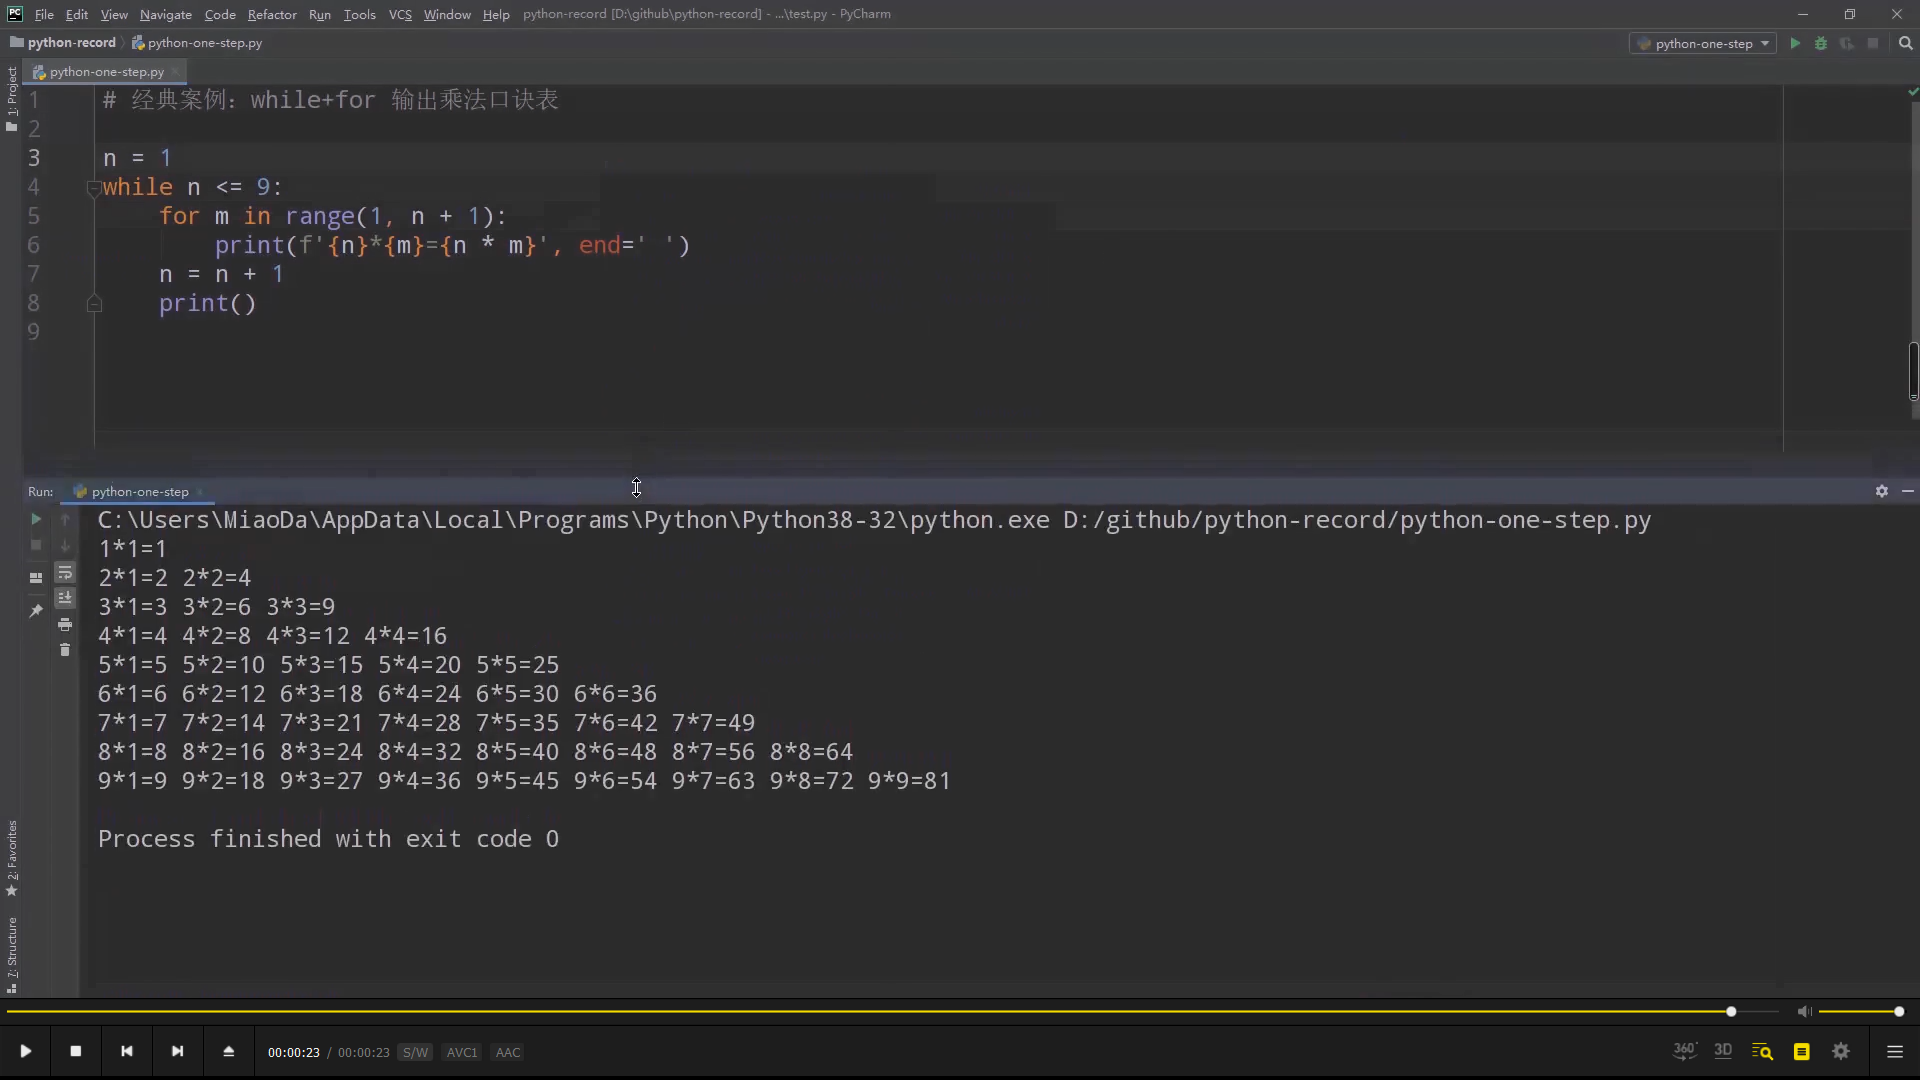 File Edit View Navigate Code Refactor Run Tools VCS Window Help python-record [D:\github\python-record] - ...\test.py - PyCharm
python-record python-one-step.py python-one-step
python-one-step.py
1: Project
1 # 经典案例：while+for 输出乘法口诀表
2
3 n = 1
4 while n <= 9:
5 for m in range(1, n + 1):
6 print(f'{n}*{m}={n * m}', end=' ')
7 n = n + 1
8 print()
9
Run: python-one-step
C:\Users\MiaoDa\AppData\Local\Programs\Python\Python38-32\python.exe D:/github/python-record/python-one-step.py
1*1=1
2*1=2 2*2=4
3*1=3 3*2=6 3*3=9
4*1=4 4*2=8 4*3=12 4*4=16
5*1=5 5*2=10 5*3=15 5*4=20 5*5=25
6*1=6 6*2=12 6*3=18 6*4=24 6*5=30 6*6=36
7*1=7 7*2=14 7*3=21 7*4=28 7*5=35 7*6=42 7*7=49
8*1=8 8*2=16 8*3=24 8*4=32 8*5=40 8*6=48 8*7=56 8*8=64
9*1=9 9*2=18 9*3=27 9*4=36 9*5=45 9*6=54 9*7=63 9*8=72 9*9=81
Process finished with exit code 0
2: Favorites
7: Structure
00:00:23 / 00:00:23 S/W AVC1 AAC 360° 3D